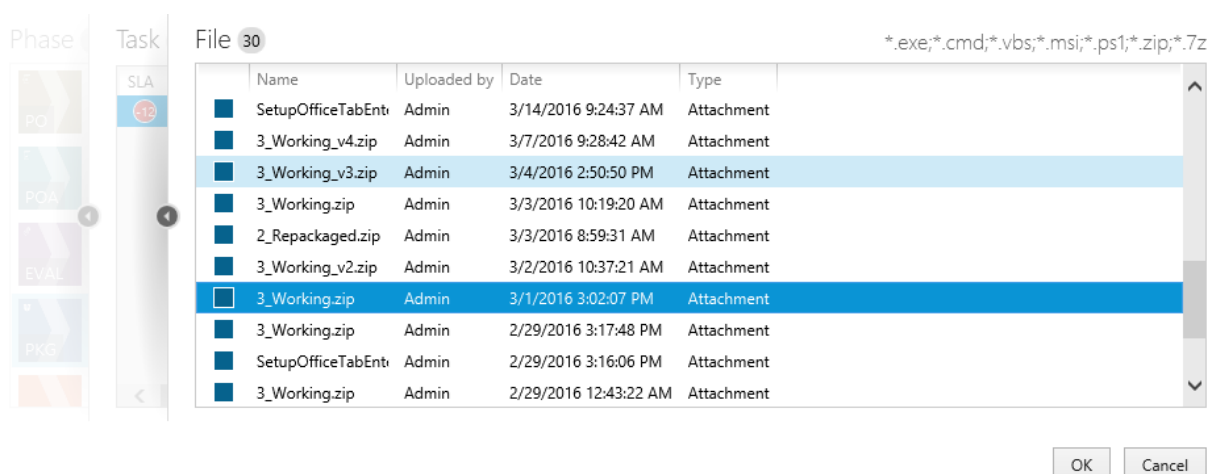 Phase
Task
File 30
*.exe;*.cmd;*.vbs;*.msi;*.ps1;*.zip;*.7z
PO
POA
EVAL
PKG
SLA
-12
Name Uploaded by Date Type
SetupOfficeTabEnt Admin 3/14/2016 9:24:37 AM Attachment
3_Working_v4.zip Admin 3/7/2016 9:28:42 AM Attachment
3_Working_v3.zip Admin 3/4/2016 2:50:50 PM Attachment
3_Working.zip Admin 3/3/2016 10:19:20 AM Attachment
2_Repackaged.zip Admin 3/3/2016 8:59:31 AM Attachment
3_Working_v2.zip Admin 3/2/2016 10:37:21 AM Attachment
3_Working.zip Admin 3/1/2016 3:02:07 PM Attachment
3_Working.zip Admin 2/29/2016 3:17:48 PM Attachment
SetupOfficeTabEnt Admin 2/29/2016 3:16:06 PM Attachment
3_Working.zip Admin 2/29/2016 12:43:22 AM Attachment
OK Cancel